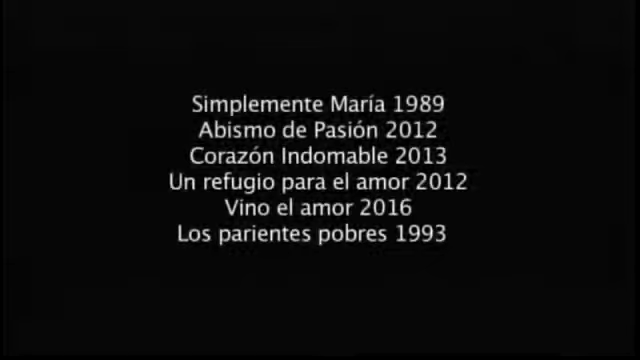 Simplemente María 1989
Abismo de Pasión 2012
Corazón Indomable 2013
Un refugio para el amor 2012
Vino el amor 2016
Los parientes pobres 1993